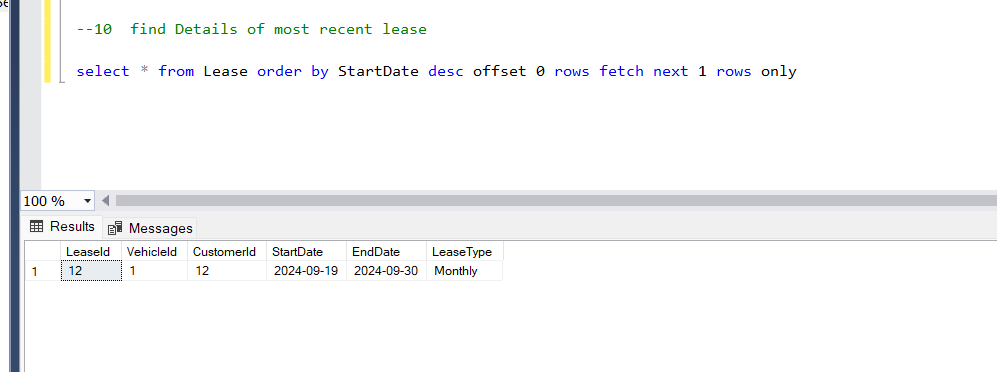 --10  find Details of most recent lease
select * from Lease order by StartDate desc offset 0 rows fetch next 1 rows only
100 %
Results Messages
LeaseId VehicleId CustomerId StartDate EndDate LeaseType
1 12 1 12 2024-09-19 2024-09-30 Monthly